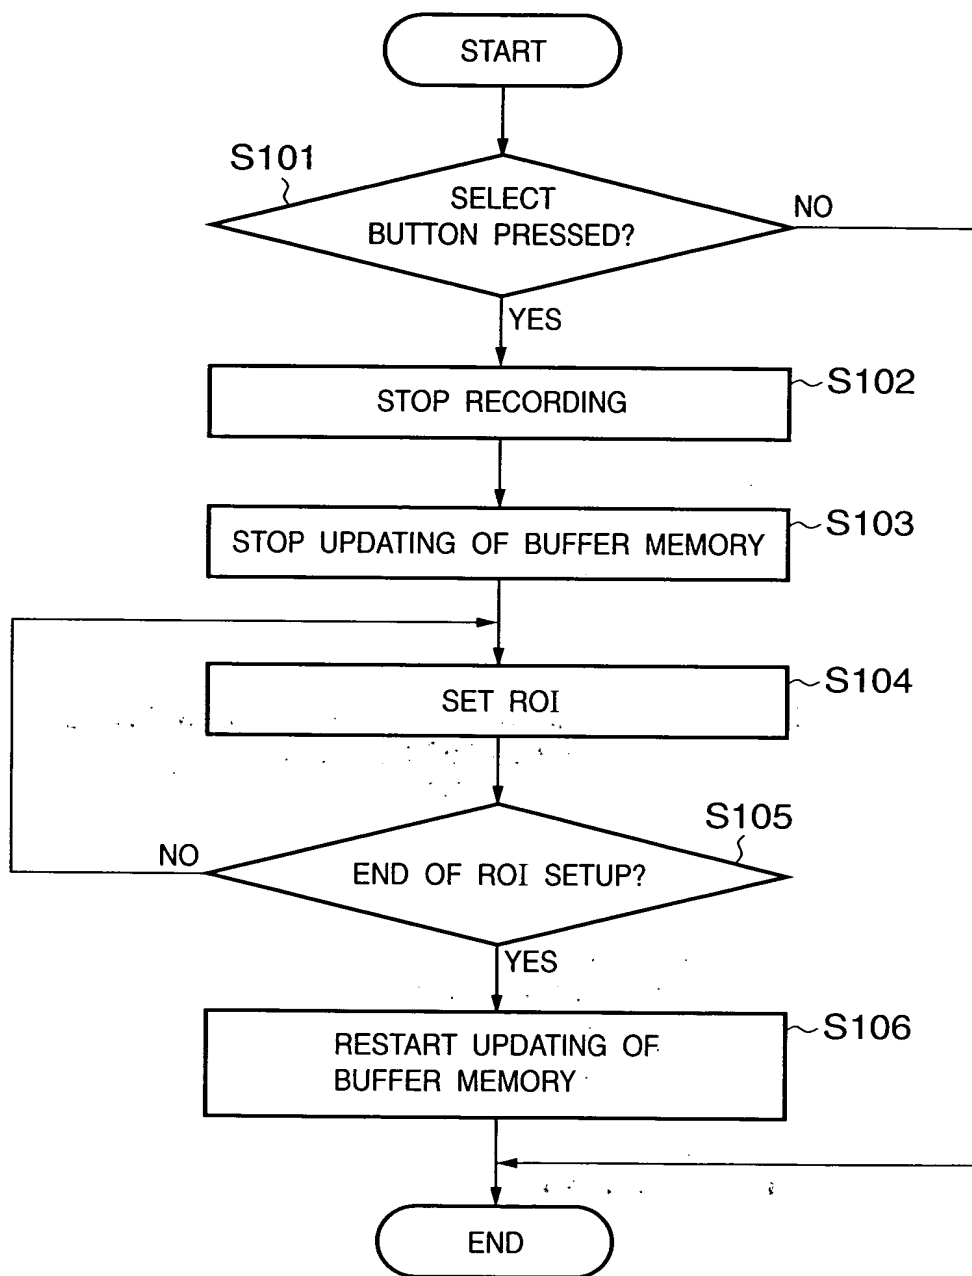 START
S101
SELECT
BUTTON PRESSED?
NO
YES
STOP RECORDING
S102
STOP UPDATING OF BUFFER MEMORY
S103
SET ROI
S104
S105
NO
END OF ROI SETUP?
YES
RESTART UPDATING OF
BUFFER MEMORY
S106
END